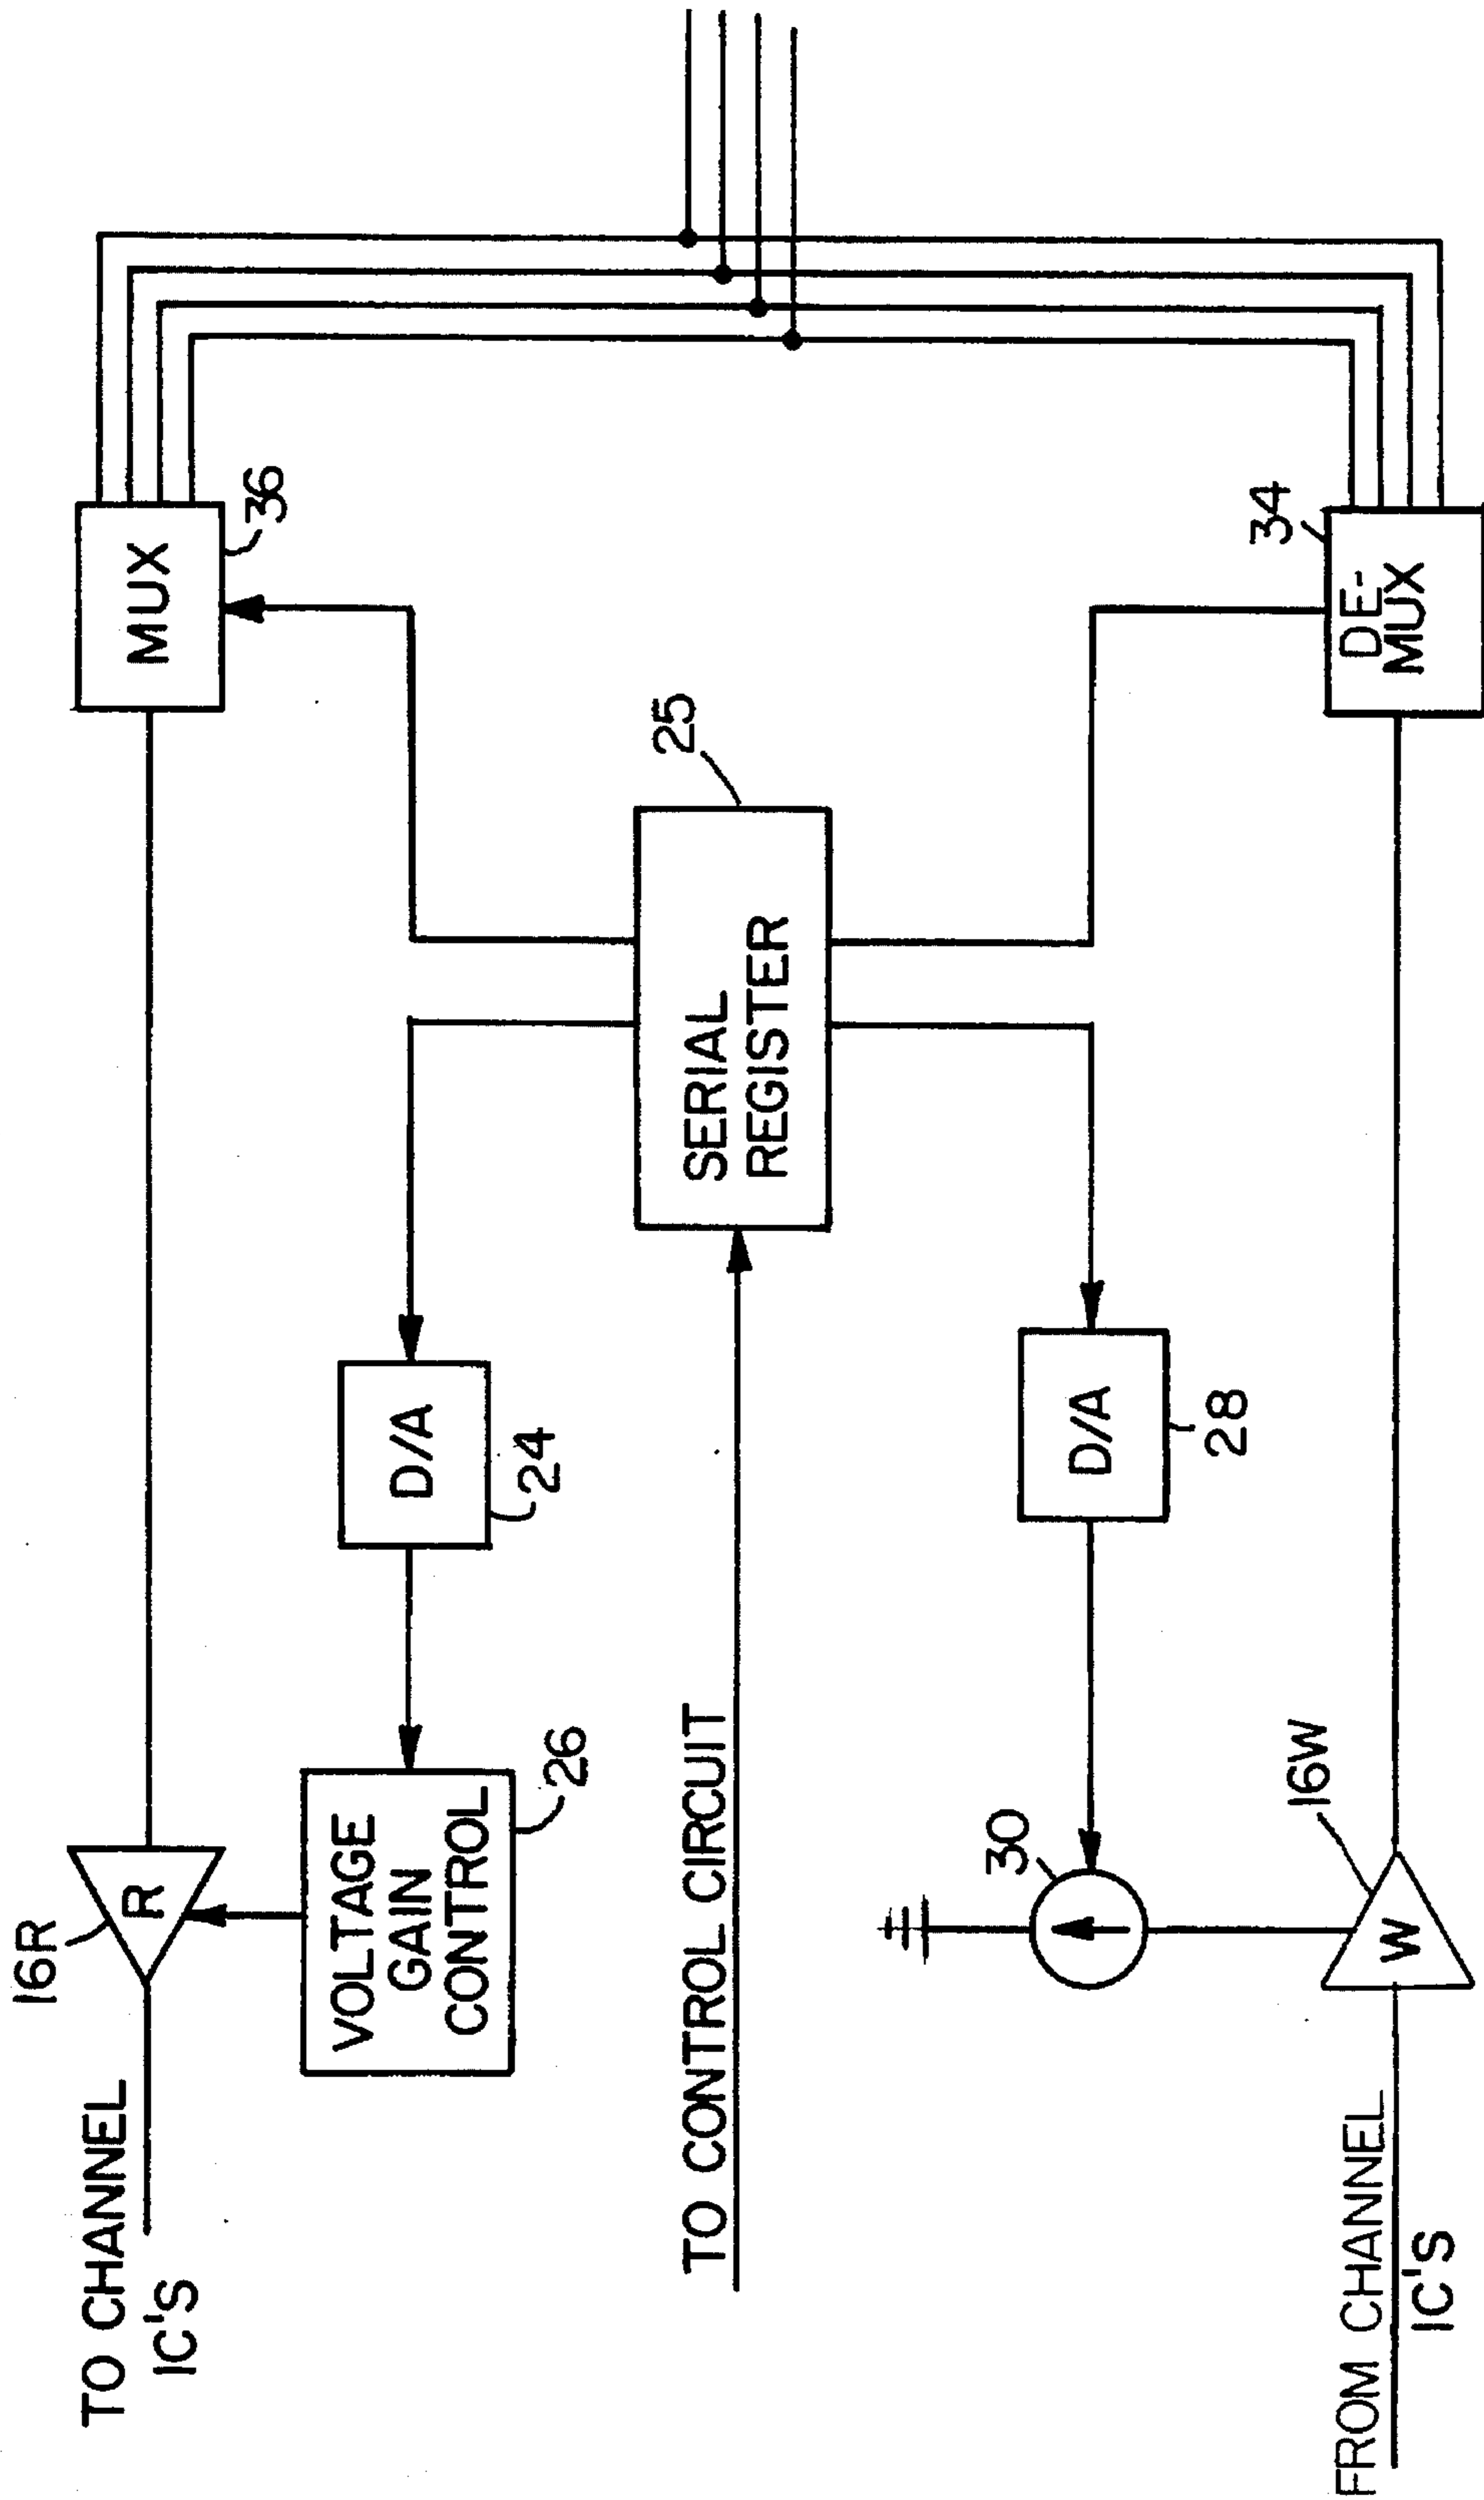 TO CHANNEL
IC'S
16R
R
MUX
36
VOLTAGE
GAIN
CONTROL
26
D/A
24
TO CONTROL CIRCUIT
SERIAL
REGISTER
25
30
D/A
28
16W
W
FROM CHANNEL
IC'S
DE-
MUX
34